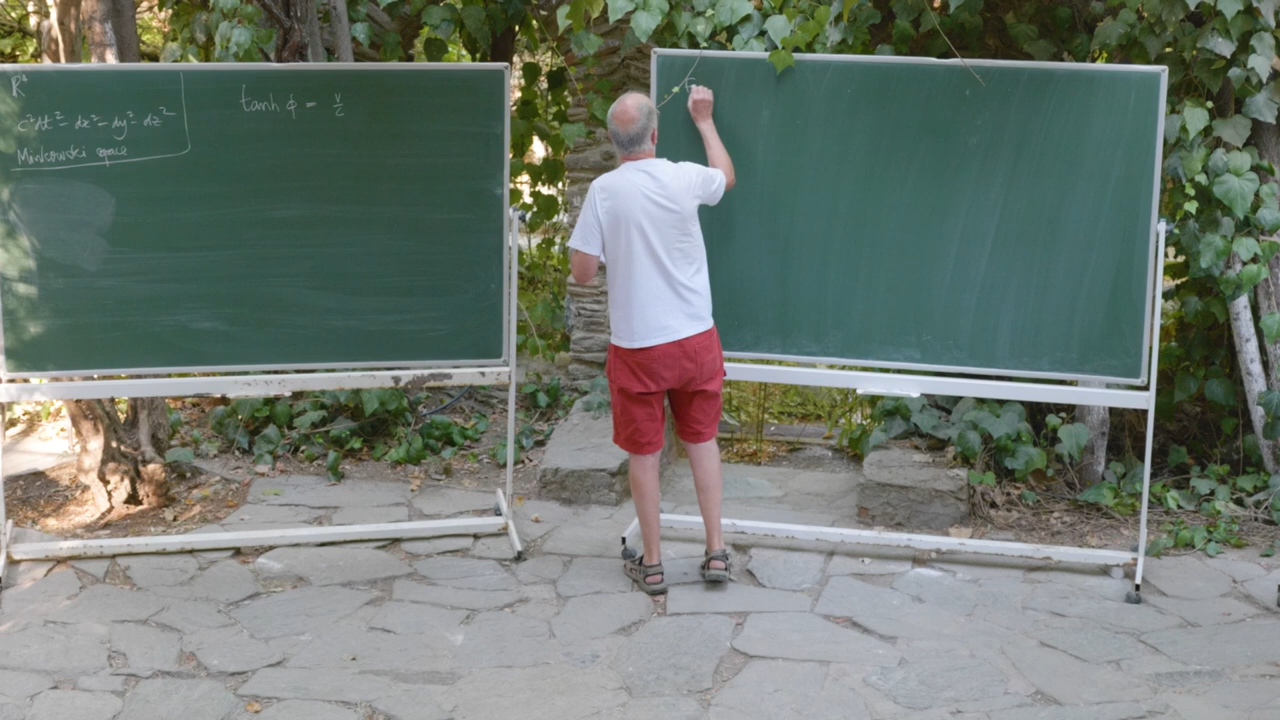 R⁴
c²dt² - dx² - dy² - dz²
Minkowski space
tanh φ = v/c